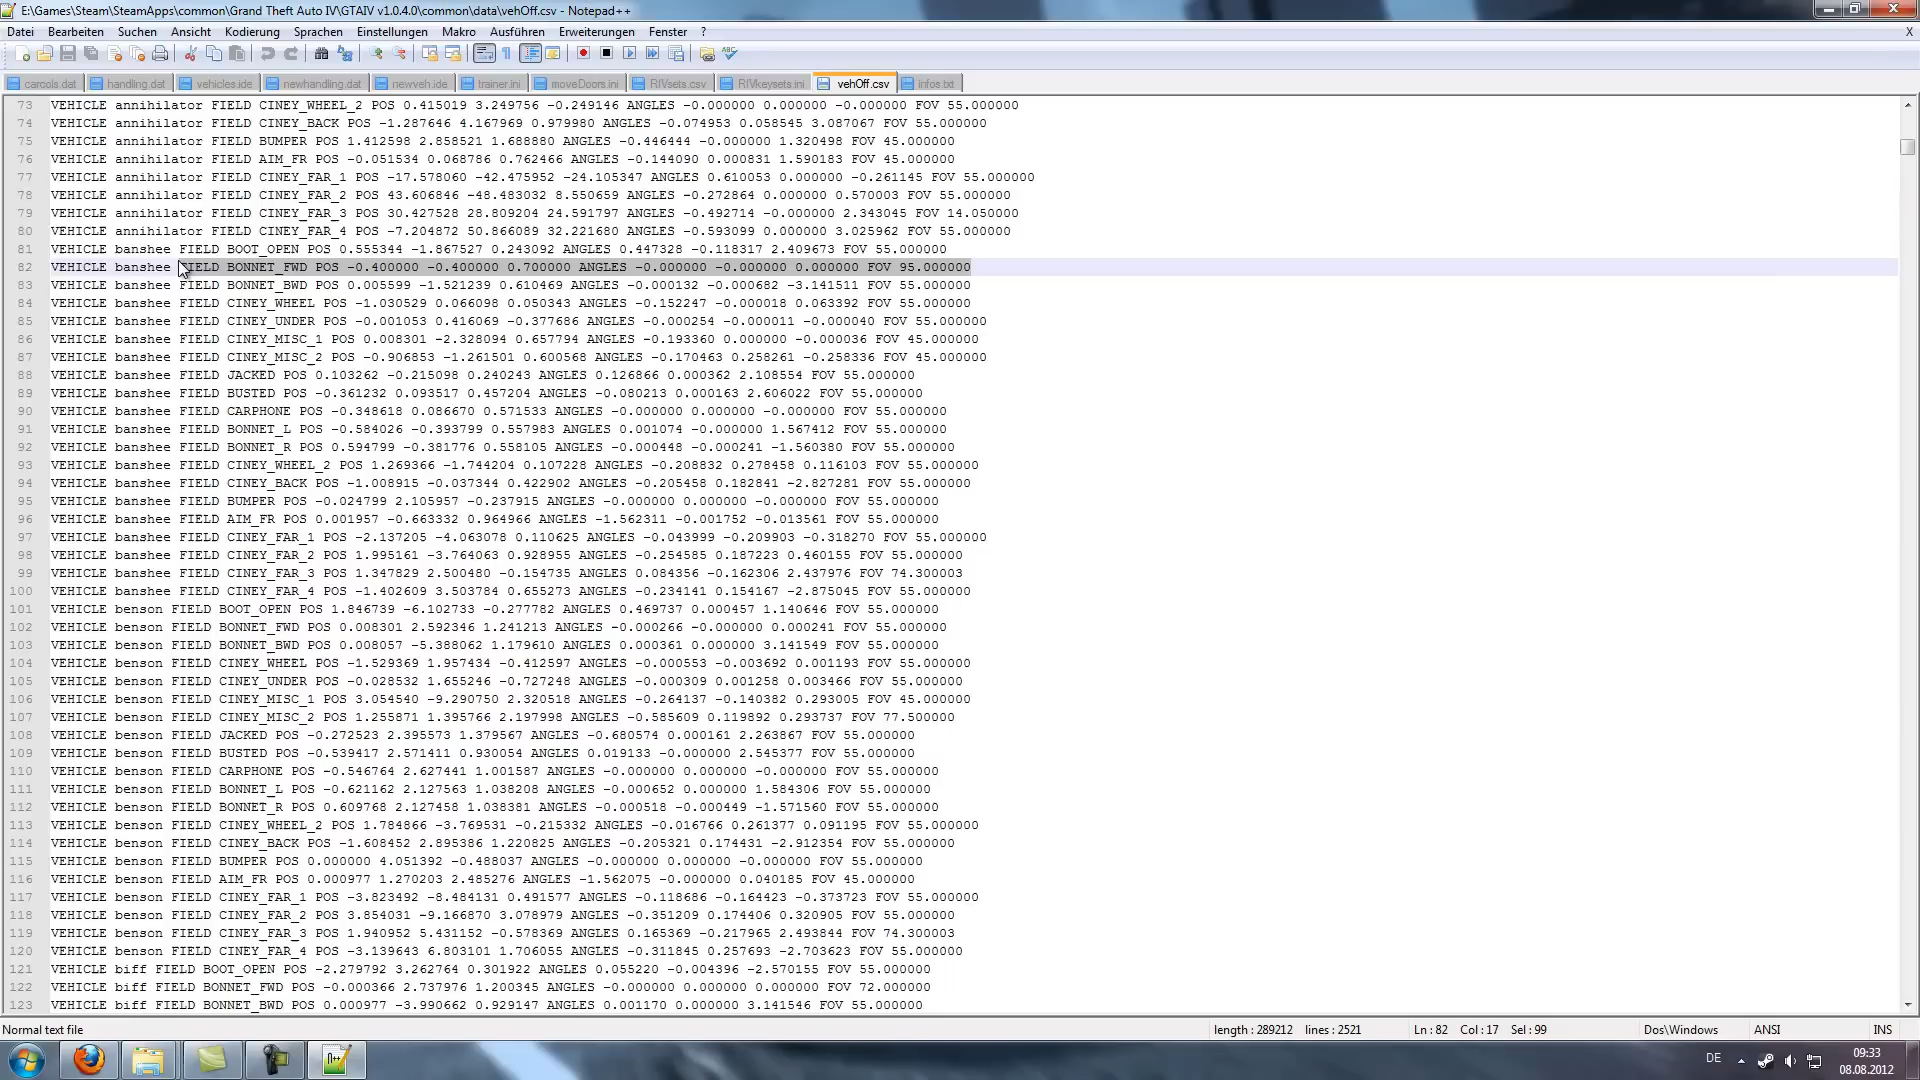 E:\Games\Steam\SteamApps\common\Grand Theft Auto IV\GTAIV v1.0.4.0\common\data\vehOff.csv - Notepad++
Datei Bearbeiten Suchen Ansicht Kodierung Sprachen Einstellungen Makro Ausführen Erweiterungen Fenster ? X
carcols.dat handling.dat vehicles.ide newhandling.dat newveh.ide trainer.ini moveDoors.ini RIVsets.csv RIVkeysets.ini vehOff.csv infos.txt
73 VEHICLE annihilator FIELD CINEY_WHEEL_2 POS 0.415019 3.249756 -0.249146 ANGLES -0.000000 0.000000 -0.000000 FOV 55.000000
74 VEHICLE annihilator FIELD CINEY_BACK POS -1.287646 4.167969 0.979980 ANGLES -0.074953 0.058545 3.087067 FOV 55.000000
75 VEHICLE annihilator FIELD BUMPER POS 1.412598 2.858521 1.688880 ANGLES -0.446444 -0.000000 1.320498 FOV 45.000000
76 VEHICLE annihilator FIELD AIM_FR POS -0.051534 0.068786 0.762466 ANGLES -0.144090 0.000831 1.590183 FOV 45.000000
77 VEHICLE annihilator FIELD CINEY_FAR_1 POS -17.578060 -42.475952 -24.105347 ANGLES 0.610053 0.000000 -0.261145 FOV 55.000000
78 VEHICLE annihilator FIELD CINEY_FAR_2 POS 43.606846 -48.483032 8.550659 ANGLES -0.272864 0.000000 0.570003 FOV 55.000000
79 VEHICLE annihilator FIELD CINEY_FAR_3 POS 30.427528 28.809204 24.591797 ANGLES -0.492714 -0.000000 2.343045 FOV 14.050000
80 VEHICLE annihilator FIELD CINEY_FAR_4 POS -7.204872 50.866089 32.221680 ANGLES -0.593099 0.000000 3.025962 FOV 55.000000
81 VEHICLE banshee FIELD BOOT_OPEN POS 0.555344 -1.867527 0.243092 ANGLES 0.447328 -0.118317 2.409673 FOV 55.000000
82 VEHICLE banshee FIELD BONNET_FWD POS -0.400000 -0.400000 0.700000 ANGLES -0.000000 -0.000000 0.000000 FOV 95.000000
83 VEHICLE banshee FIELD BONNET_BWD POS 0.005599 -1.521239 0.610469 ANGLES -0.000132 -0.000682 -3.141511 FOV 55.000000
84 VEHICLE banshee FIELD CINEY_WHEEL POS -1.030529 0.066098 0.050343 ANGLES -0.152247 -0.000018 0.063392 FOV 55.000000
85 VEHICLE banshee FIELD CINEY_UNDER POS -0.001053 0.416069 -0.377686 ANGLES -0.000254 -0.000011 -0.000040 FOV 55.000000
86 VEHICLE banshee FIELD CINEY_MISC_1 POS 0.008301 -2.328094 0.657794 ANGLES -0.193360 0.000000 -0.000036 FOV 45.000000
87 VEHICLE banshee FIELD CINEY_MISC_2 POS -0.906853 -1.261501 0.600568 ANGLES -0.170463 0.258261 -0.258336 FOV 45.000000
88 VEHICLE banshee FIELD JACKED POS 0.103262 -0.215098 0.240243 ANGLES 0.126866 0.000362 2.108554 FOV 55.000000
89 VEHICLE banshee FIELD BUSTED POS -0.361232 0.093517 0.457204 ANGLES -0.080213 0.000163 2.606022 FOV 55.000000
90 VEHICLE banshee FIELD CARPHONE POS -0.348618 0.086670 0.571533 ANGLES -0.000000 0.000000 -0.000000 FOV 55.000000
91 VEHICLE banshee FIELD BONNET_L POS -0.584026 -0.393799 0.557983 ANGLES 0.001074 -0.000000 1.567412 FOV 55.000000
92 VEHICLE banshee FIELD BONNET_R POS 0.594799 -0.381776 0.558105 ANGLES -0.000448 -0.000241 -1.560380 FOV 55.000000
93 VEHICLE banshee FIELD CINEY_WHEEL_2 POS 1.269366 -1.744204 0.107228 ANGLES -0.208832 0.278458 0.116103 FOV 55.000000
94 VEHICLE banshee FIELD CINEY_BACK POS -1.008915 -0.037344 0.422902 ANGLES -0.205458 0.182841 -2.827281 FOV 55.000000
95 VEHICLE banshee FIELD BUMPER POS -0.024799 2.105957 -0.237915 ANGLES -0.000000 0.000000 -0.000000 FOV 55.000000
96 VEHICLE banshee FIELD AIM_FR POS 0.001957 -0.663332 0.964966 ANGLES -1.562311 -0.001752 -0.013561 FOV 55.000000
97 VEHICLE banshee FIELD CINEY_FAR_1 POS -2.137205 -4.063078 0.110625 ANGLES -0.043999 -0.209903 -0.318270 FOV 55.000000
98 VEHICLE banshee FIELD CINEY_FAR_2 POS 1.995161 -3.764063 0.928955 ANGLES -0.254585 0.187223 0.460155 FOV 55.000000
99 VEHICLE banshee FIELD CINEY_FAR_3 POS 1.347829 2.500480 -0.154735 ANGLES 0.084356 -0.162306 2.437976 FOV 74.300003
100 VEHICLE banshee FIELD CINEY_FAR_4 POS -1.402609 3.503784 0.655273 ANGLES -0.234141 0.154167 -2.875045 FOV 55.000000
101 VEHICLE benson FIELD BOOT_OPEN POS 1.846739 -6.102733 -0.277782 ANGLES 0.469737 0.000457 1.140646 FOV 55.000000
102 VEHICLE benson FIELD BONNET_FWD POS 0.008301 2.592346 1.241213 ANGLES -0.000266 -0.000000 0.000241 FOV 55.000000
103 VEHICLE benson FIELD BONNET_BWD POS 0.008057 -5.388062 1.179610 ANGLES 0.000361 0.000000 3.141549 FOV 55.000000
104 VEHICLE benson FIELD CINEY_WHEEL POS -1.529369 1.957434 -0.412597 ANGLES -0.000553 -0.003692 0.001193 FOV 55.000000
105 VEHICLE benson FIELD CINEY_UNDER POS -0.028532 1.655246 -0.727248 ANGLES -0.000309 0.001258 0.003466 FOV 55.000000
106 VEHICLE benson FIELD CINEY_MISC_1 POS 3.054540 -9.290750 2.320518 ANGLES -0.264137 -0.140382 0.293005 FOV 45.000000
107 VEHICLE benson FIELD CINEY_MISC_2 POS 1.255871 1.395766 2.197998 ANGLES -0.585609 0.119892 0.293737 FOV 77.500000
108 VEHICLE benson FIELD JACKED POS -0.272523 2.395573 1.379567 ANGLES -0.680574 0.000161 2.263867 FOV 55.000000
109 VEHICLE benson FIELD BUSTED POS -0.539417 2.571411 0.930054 ANGLES 0.019133 -0.000000 2.545377 FOV 55.000000
110 VEHICLE benson FIELD CARPHONE POS -0.546764 2.627441 1.001587 ANGLES -0.000000 0.000000 -0.000000 FOV 55.000000
111 VEHICLE benson FIELD BONNET_L POS -0.621162 2.127563 1.038208 ANGLES -0.000652 0.000000 1.584306 FOV 55.000000
112 VEHICLE benson FIELD BONNET_R POS 0.609768 2.127458 1.038381 ANGLES -0.000518 -0.000449 -1.571560 FOV 55.000000
113 VEHICLE benson FIELD CINEY_WHEEL_2 POS 1.784866 -3.769531 -0.215332 ANGLES -0.016766 0.261377 0.091195 FOV 55.000000
114 VEHICLE benson FIELD CINEY_BACK POS -1.608452 2.895386 1.220825 ANGLES -0.205321 0.174431 -2.912354 FOV 55.000000
115 VEHICLE benson FIELD BUMPER POS 0.000000 4.051392 -0.488037 ANGLES -0.000000 0.000000 -0.000000 FOV 55.000000
116 VEHICLE benson FIELD AIM_FR POS 0.000977 1.270203 2.485276 ANGLES -1.562075 -0.000000 0.040185 FOV 45.000000
117 VEHICLE benson FIELD CINEY_FAR_1 POS -3.823492 -8.484131 0.491577 ANGLES -0.118686 -0.164423 -0.373723 FOV 55.000000
118 VEHICLE benson FIELD CINEY_FAR_2 POS 3.854031 -9.166870 3.078979 ANGLES -0.351209 0.174406 0.320905 FOV 55.000000
119 VEHICLE benson FIELD CINEY_FAR_3 POS 1.940952 5.431152 -0.578369 ANGLES 0.165369 -0.217965 2.493844 FOV 74.300003
120 VEHICLE benson FIELD CINEY_FAR_4 POS -3.139643 6.803101 1.706055 ANGLES -0.311845 0.257693 -2.703623 FOV 55.000000
121 VEHICLE biff FIELD BOOT_OPEN POS -2.279792 3.262764 0.301922 ANGLES 0.055220 -0.004396 -2.570155 FOV 55.000000
122 VEHICLE biff FIELD BONNET_FWD POS -0.000366 2.737976 1.200345 ANGLES -0.000000 0.000000 0.000000 FOV 72.000000
123 VEHICLE biff FIELD BONNET_BWD POS 0.000977 -3.990662 0.929147 ANGLES 0.001170 0.000000 3.141546 FOV 55.000000
Normal text file length : 289212 lines : 2521 Ln : 82 Col : 17 Sel : 99 Dos\Windows ANSI INS
DE 09:33
08.08.2012